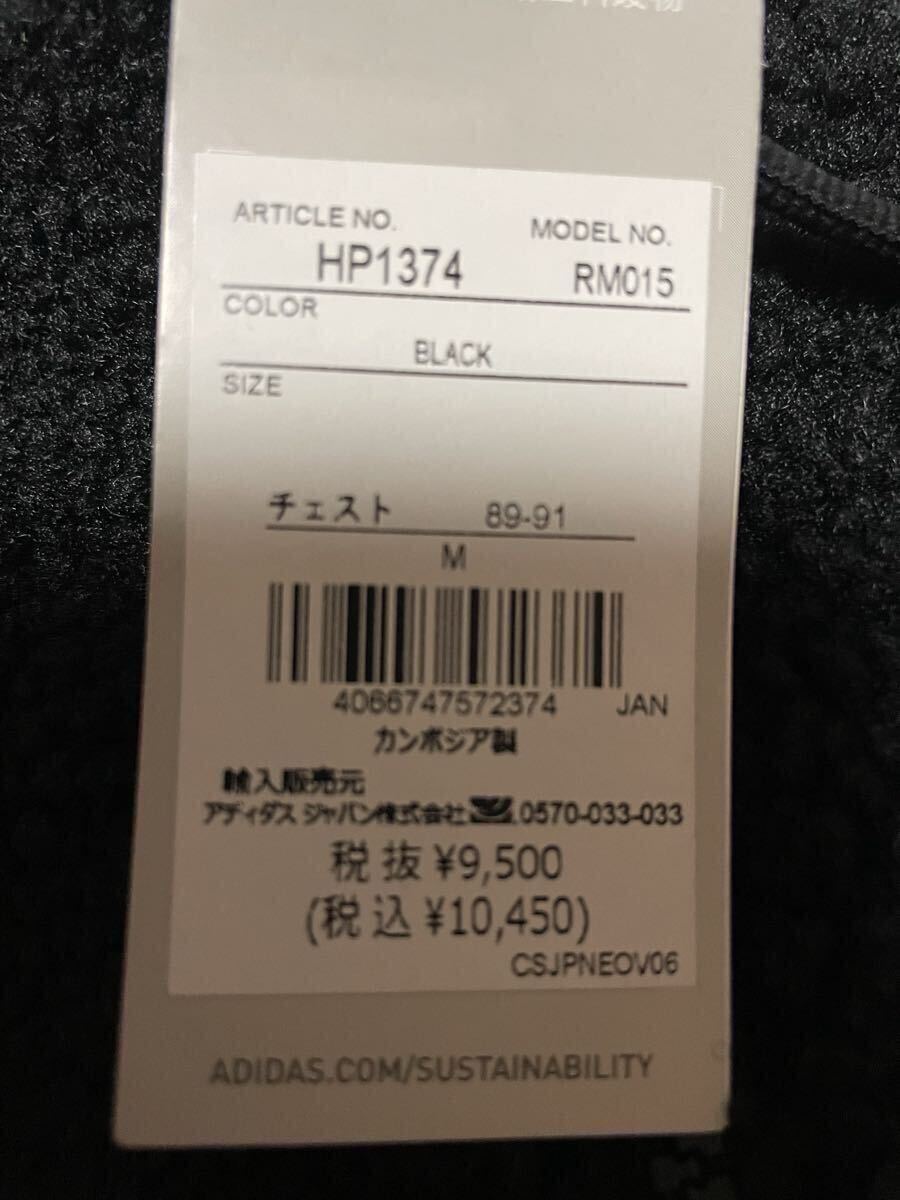 ARTICLE NO. MODEL NO.
HP1374 RM015
COLOR
BLACK
SIZE
チェスト 89-91
M
4066747572374 JAN
カンボジア製
輸入販売元
アディダス ジャパン株式会社 0570-033-033
税抜 ¥9,500
(税込 ¥10,450)
CSJPNEOV06
ADIDAS.COM/SUSTAINABILITY